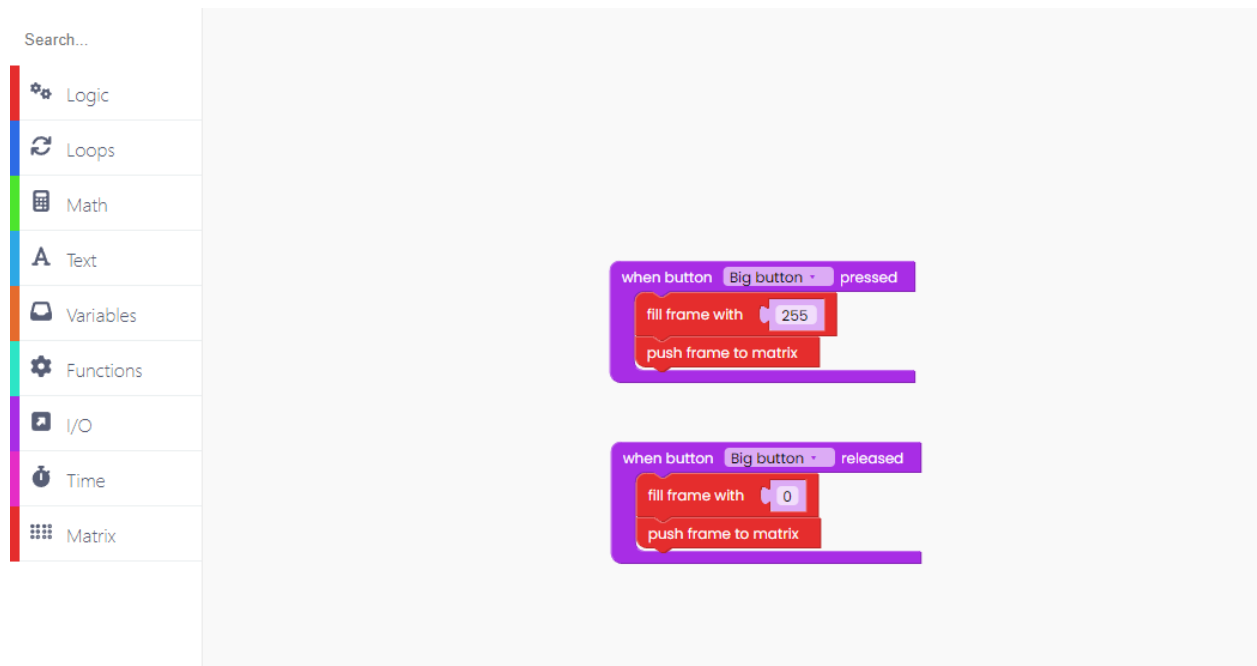 Search...
Logic
Loops
Math
Text
Variables
Functions
I/O
Time
Matrix
when button Big button pressed
fill frame with 255
push frame to matrix
when button Big button released
fill frame with 0
push frame to matrix